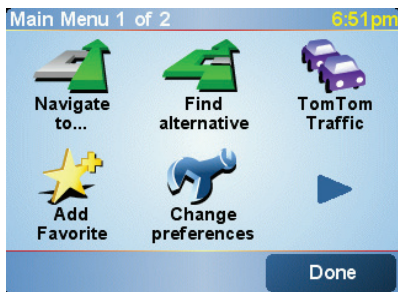 Main Menu 1 of 2
6:51pm
Navigate
to...
Find
alternative
TomTom
Traffic
Add
Favorite
Change
preferences
Done